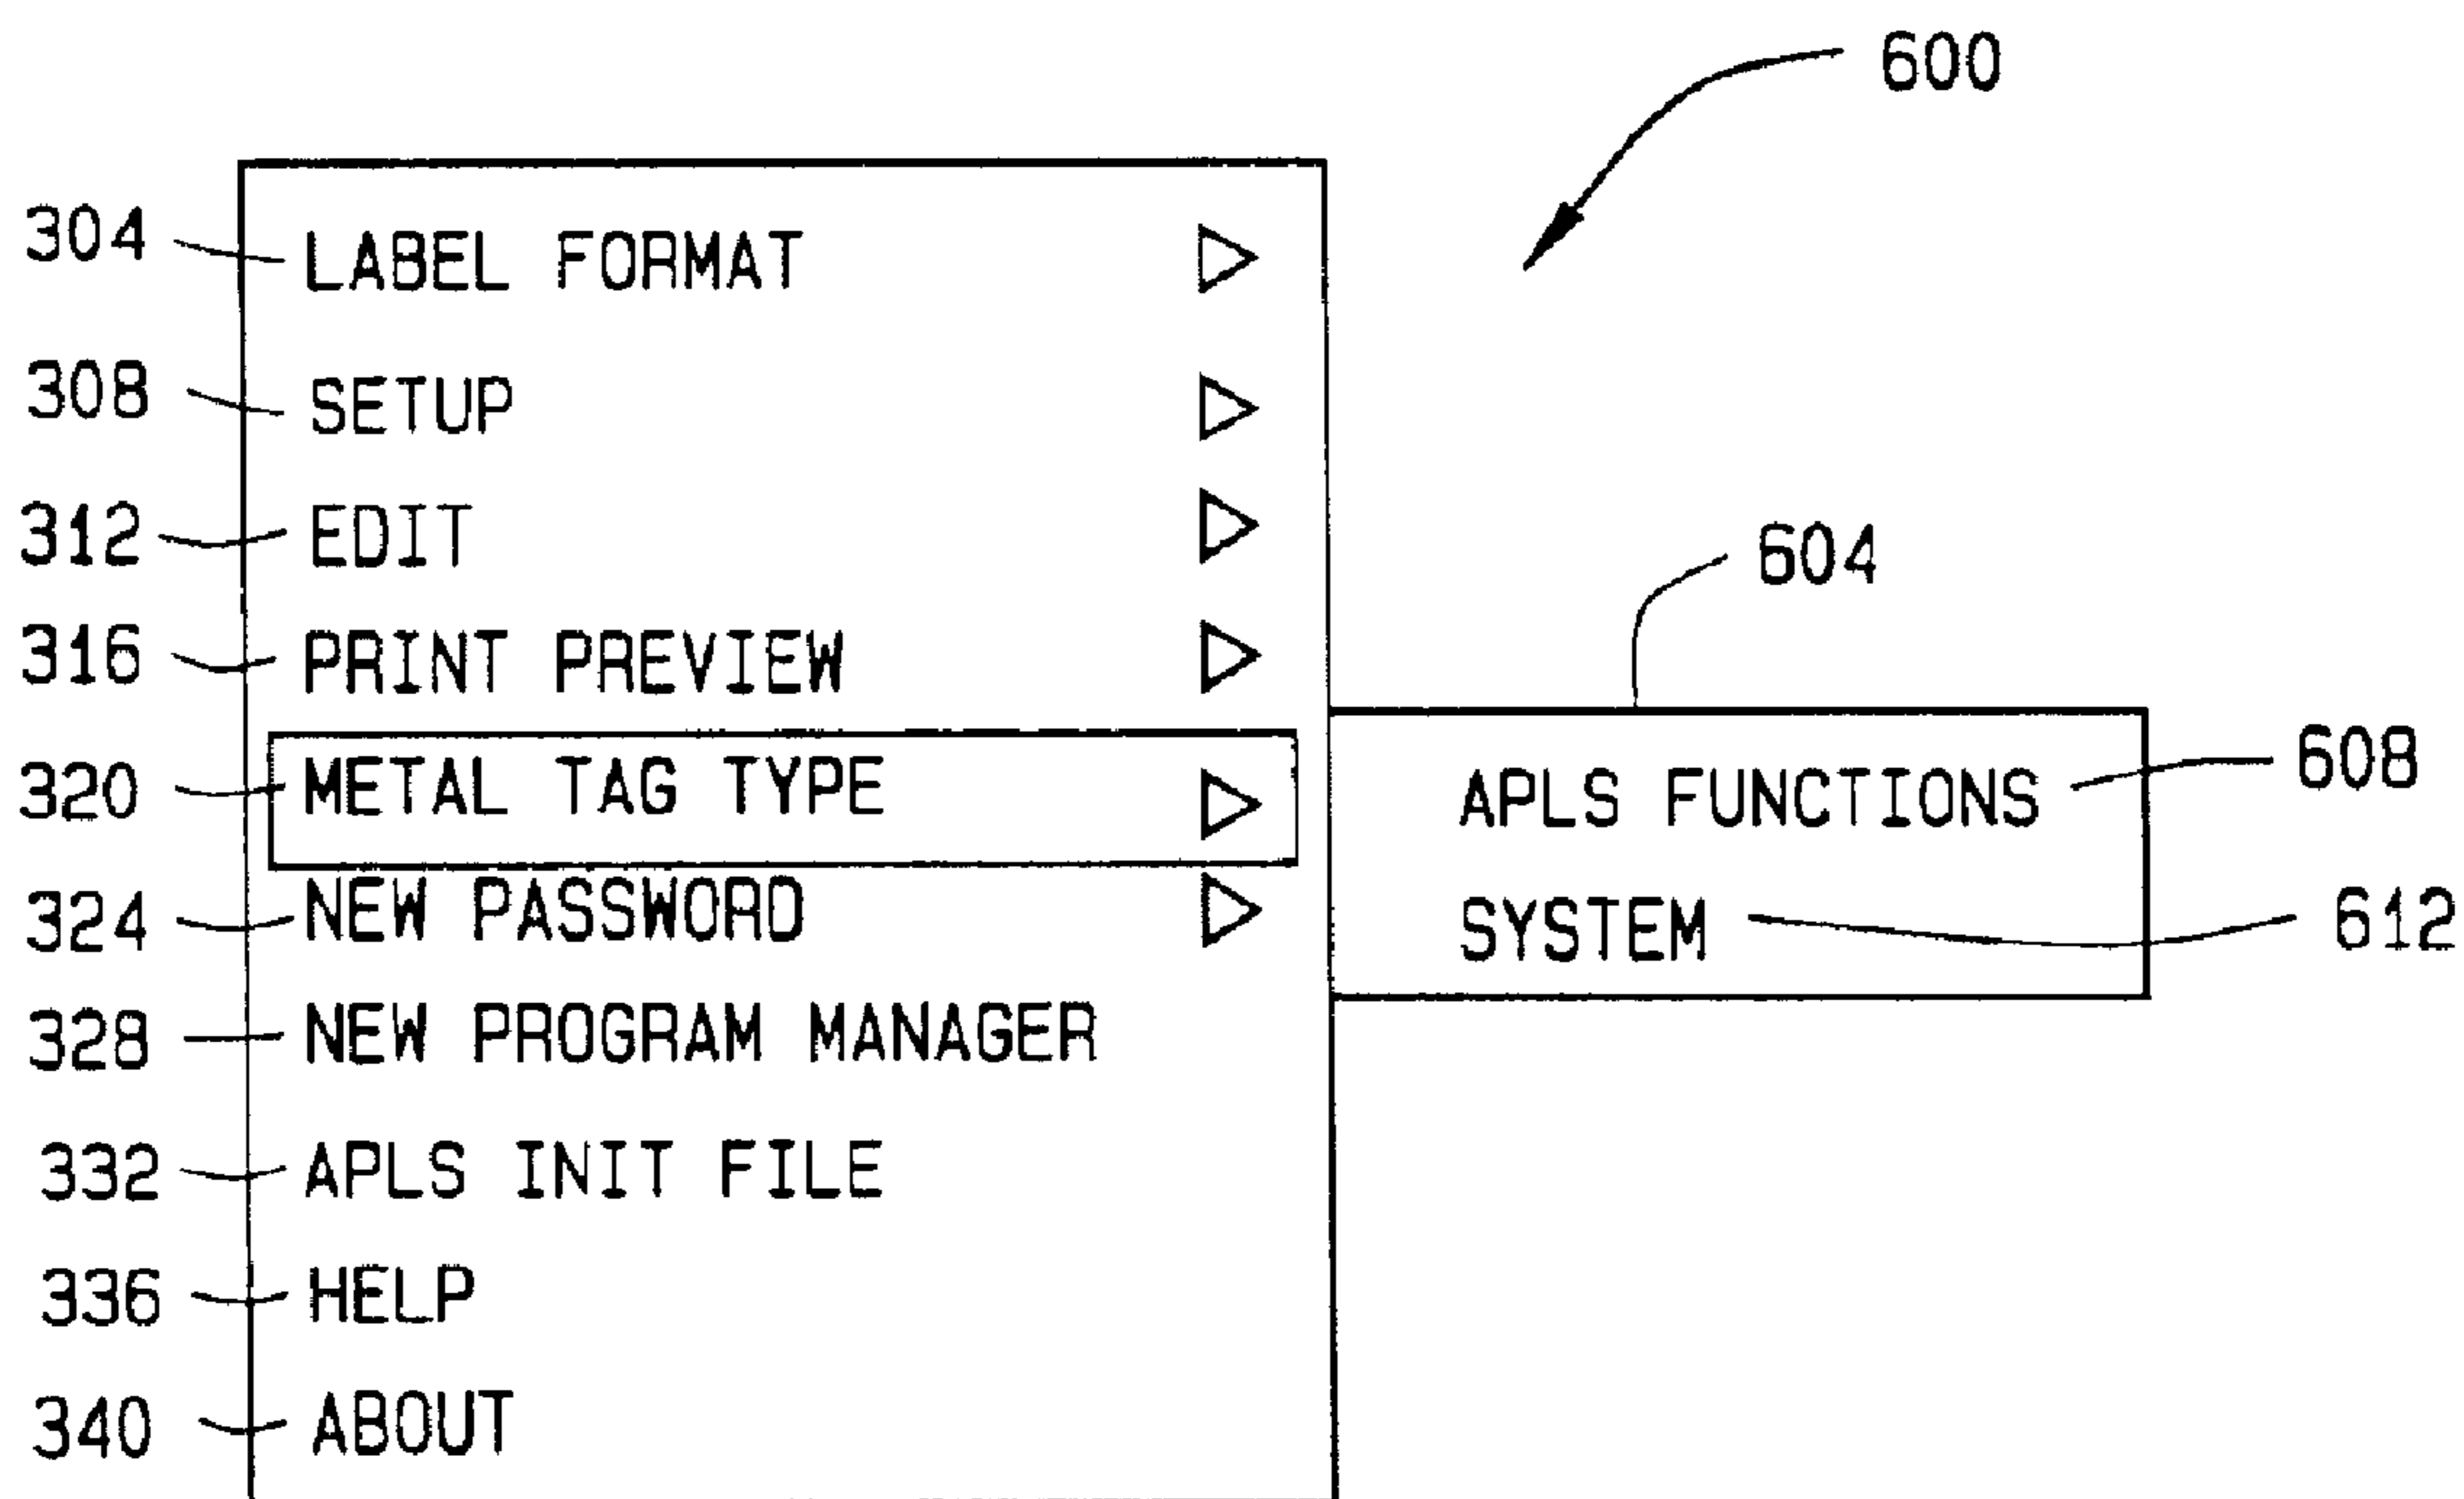 600
304 LABEL FORMAT
308 SETUP
312 EDIT
604
316 PRINT PREVIEW
320 METAL TAG TYPE
APLS FUNCTIONS 608
324 NEW PASSWORD
SYSTEM 612
328 NEW PROGRAM MANAGER
332 APLS INIT FILE
336 HELP
340 ABOUT